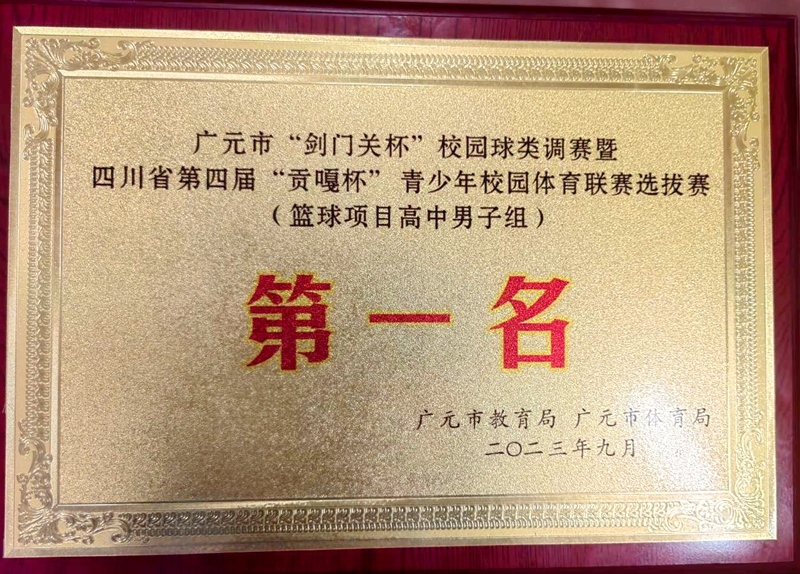 广元市“剑门关杯”校园球类调赛暨
四川省第四届“贡嘎杯”青少年校园体育联赛选拔赛
（篮球项目高中男子组）
第一名
广元市教育局 广元市体育局
二〇二三年九月